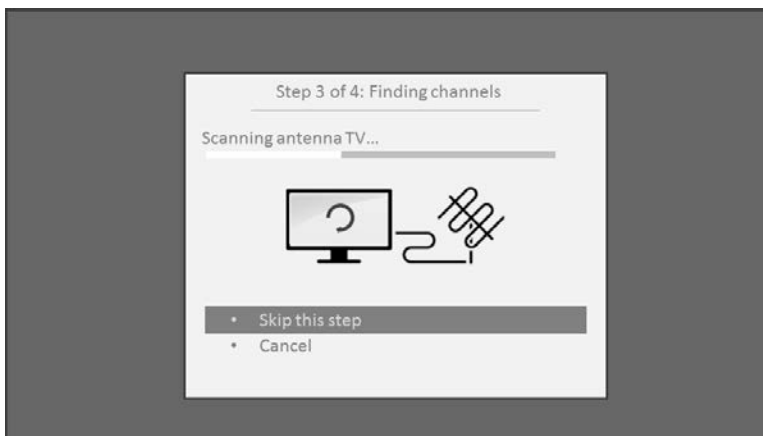 Step 3 of 4: Finding channels
Scanning antenna TV...
• Skip this step
• Cancel